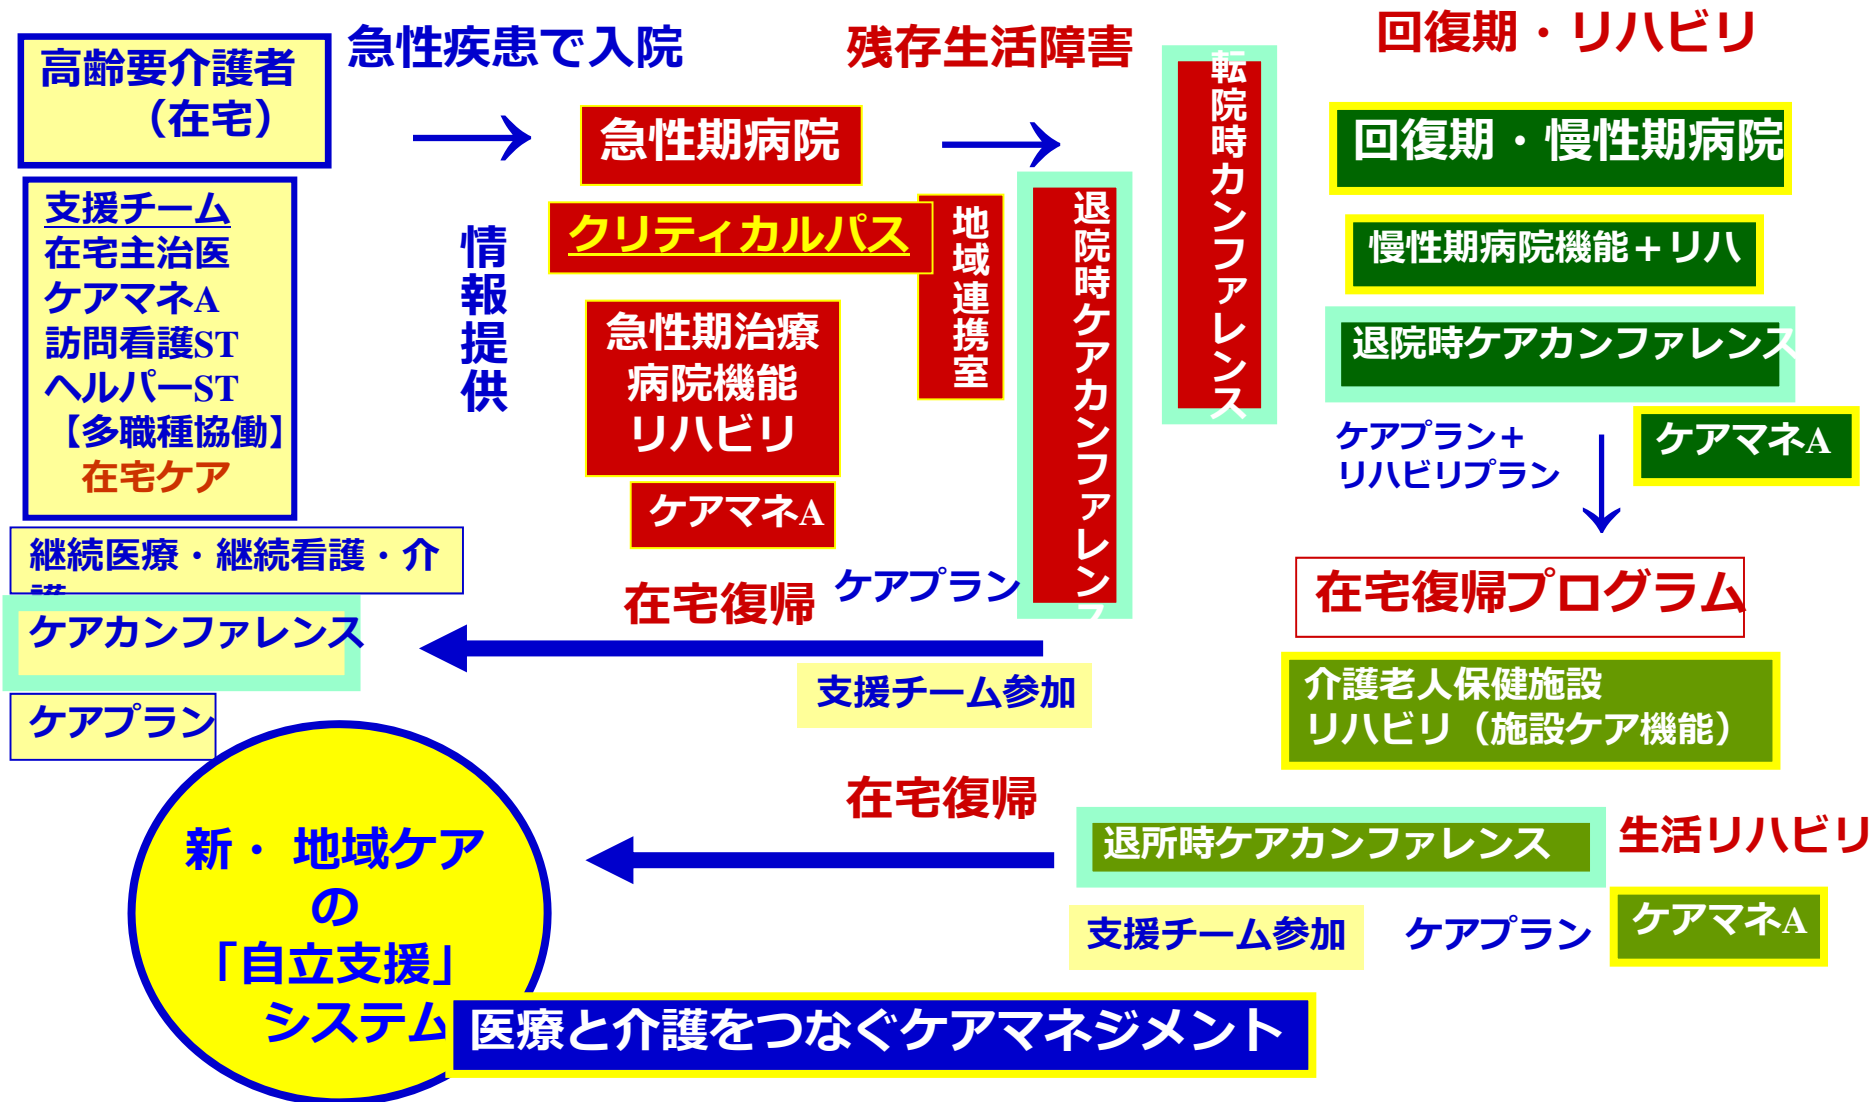 高齢要介護者
（在宅）
急性疾患で入院
残存生活障害
回復期・リハビリ
支援チーム
在宅主治医
ケアマネA
訪問看護ST
ヘルパーST
【多職種協働】
在宅ケア
情報提供
急性期病院
クリティカルパス
地域連携室
急性期治療
病院機能
リハビリ
ケアマネA
退院時ケアカンファレンス
転院時カンファレンス
回復期・慢性期病院
慢性期病院機能＋リハ
退院時ケアカンファレンス
ケアプラン＋
リハビリプラン
ケアマネA
継続医療・継続看護・介
護
ケアカンファレンス
ケアプラン
在宅復帰
ケアプラン
支援チーム参加
在宅復帰プログラム
介護老人保健施設
リハビリ（施設ケア機能）
在宅復帰
退所時ケアカンファレンス
生活リハビリ
支援チーム参加
ケアプラン
ケアマネA
新・ 地域ケア
の
「自立支援」
システム
医療と介護をつなぐケアマネジメント